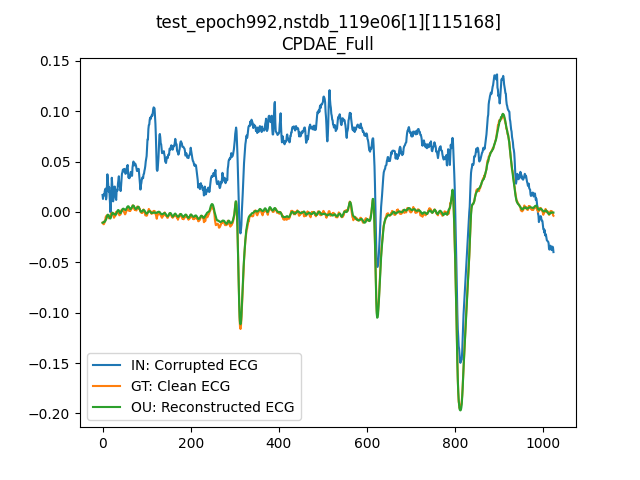 test_epoch992,nstdb_119e06[1][115168]
CPDAE_Full
0.15
0.10
0.05
0.00
−0.05
−0.10
−0.15
−0.20
IN: Corrupted ECG
GT: Clean ECG
OU: Reconstructed ECG
0 200 400 600 800 1000